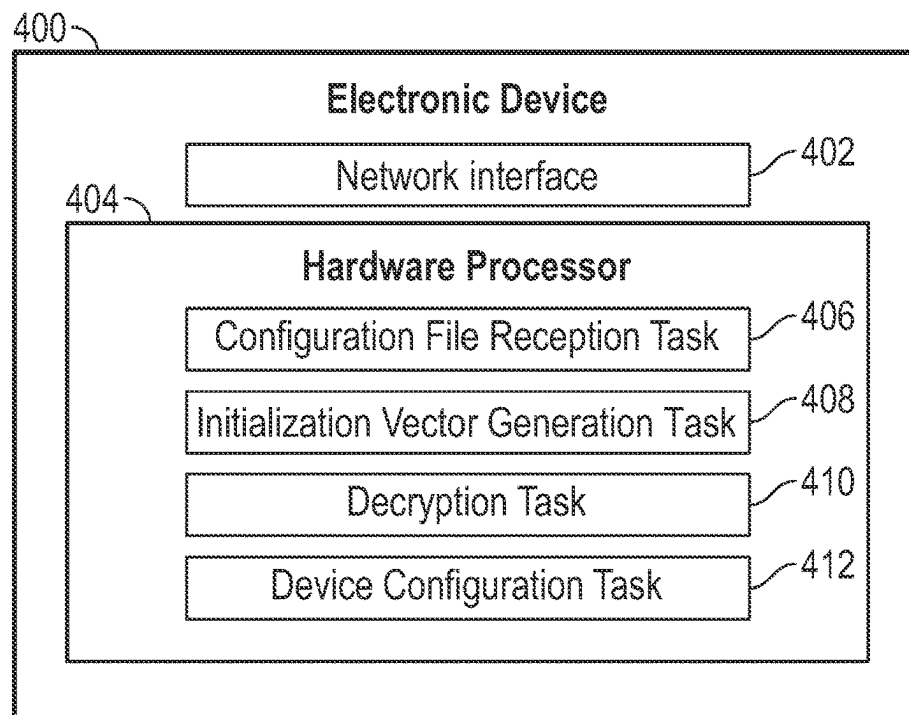 400
Electronic Device
Network interface
402
404
Hardware Processor
Configuration File Reception Task
406
Initialization Vector Generation Task
408
Decryption Task
410
Device Configuration Task
412